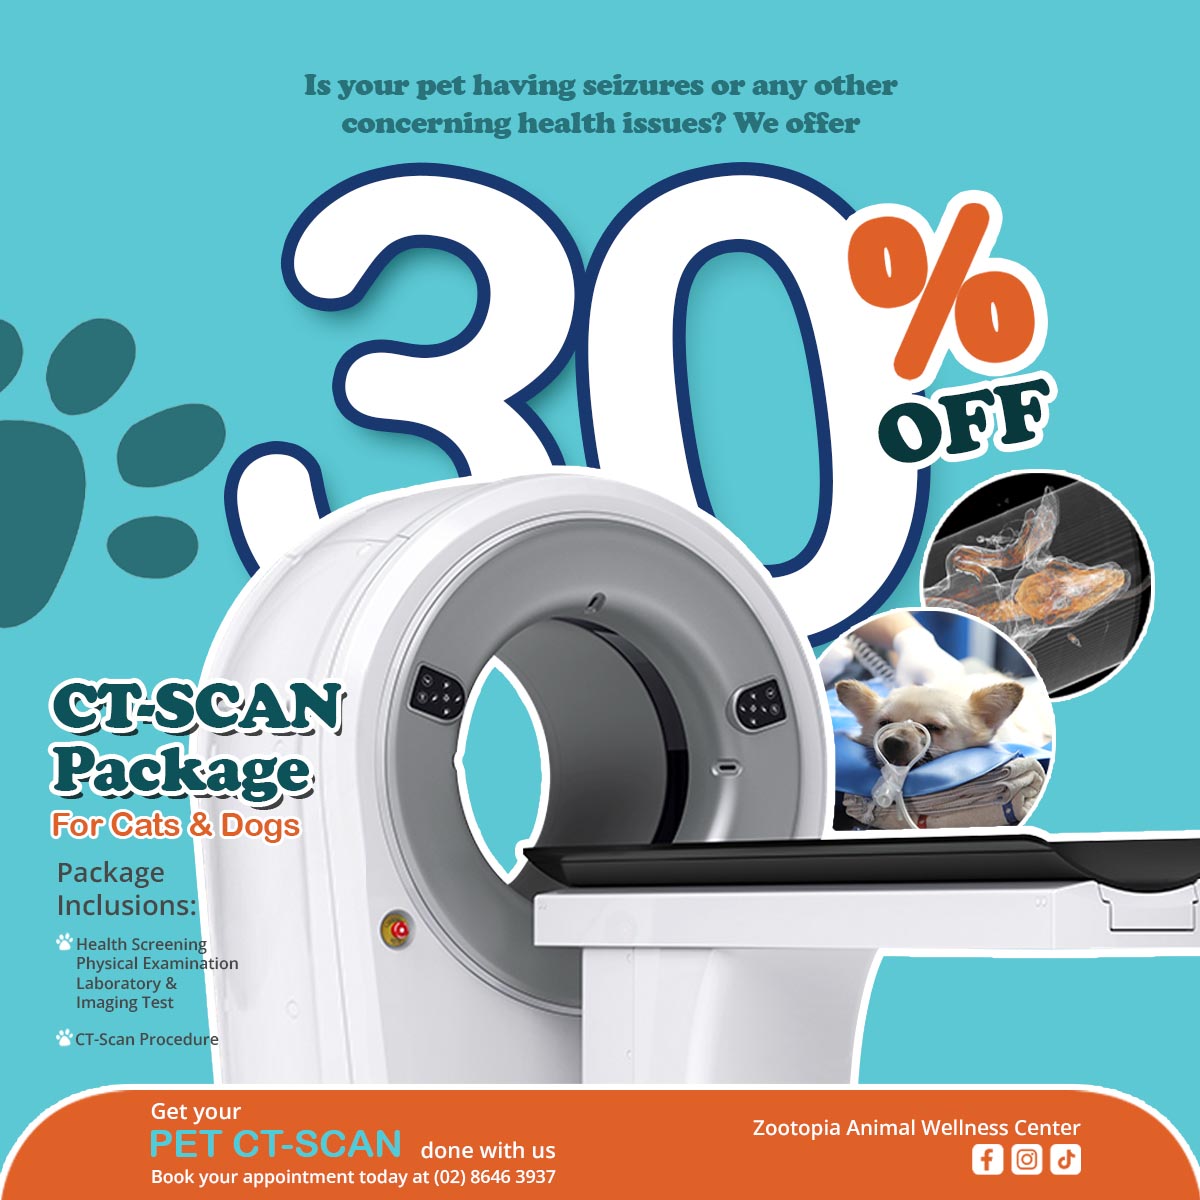 Is your pet having seizures or any other
concerning health issues? We offer
30%
OFF
CT-SCAN
Package
For Cats & Dogs
Package
Inclusions:
Health Screening
Physical Examination
Laboratory &
Imaging Test
CT-Scan Procedure
Get your
PET CT-SCAN done with us
Book your appointment today at (02) 8646 3937
Zootopia Animal Wellness Center